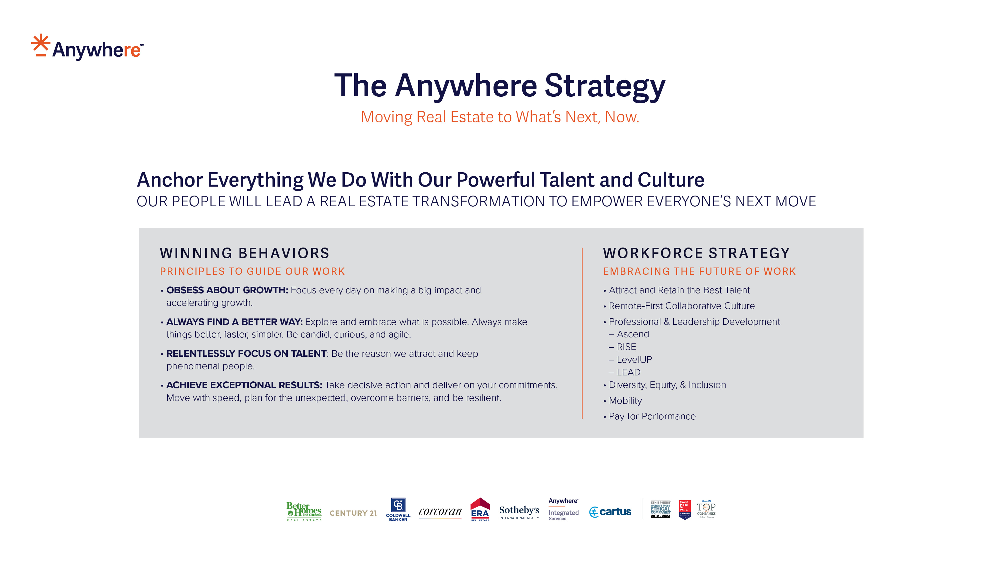 Anywhere℠
The Anywhere Strategy
Moving Real Estate to What's Next, Now.
Anchor Everything We Do With Our Powerful Talent and Culture
OUR PEOPLE WILL LEAD A REAL ESTATE TRANSFORMATION TO EMPOWER EVERYONE'S NEXT MOVE
WINNING BEHAVIORS
PRINCIPLES TO GUIDE OUR WORK
• OBSESS ABOUT GROWTH: Focus every day on making a big impact and
accelerating growth.
• ALWAYS FIND A BETTER WAY: Explore and embrace what is possible. Always make
things better, faster, simpler. Be candid, curious, and agile.
• RELENTLESSLY FOCUS ON TALENT: Be the reason we attract and keep
phenomenal people.
• ACHIEVE EXCEPTIONAL RESULTS: Take decisive action and deliver on your commitments.
Move with speed, plan for the unexpected, overcome barriers, and be resilient.
WORKFORCE STRATEGY
EMBRACING THE FUTURE OF WORK
• Attract and Retain the Best Talent
• Remote-First Collaborative Culture
• Professional & Leadership Development
– Ascend
– RISE
– LevelUP
– LEAD
• Diversity, Equity, & Inclusion
• Mobility
• Pay-for-Performance
Better
Homes
and Gardens
REAL ESTATE
CENTURY 21.
CB
COLDWELL
BANKER
corcoran
ERA
REAL ESTATE
Sotheby's
INTERNATIONAL REALTY
Anywhere
Integrated
Services
cartus
ETHISPHERE
WORLD'S MOST
ETHICAL
COMPANIES
2012 - 2023
Great
Place
To
Work.
Certified
LinkedIn
TOP
COMPANIES
United States